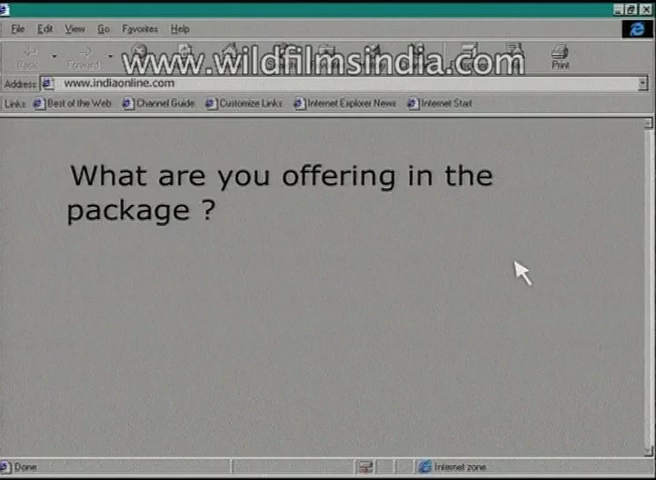 File Edit View Go Favorites Help
www.wildfilmsindia.com
Back Forward Print
Address www.indiaonline.com
Links Best of the Web Channel Guide Customize Links Internet Explorer News Internet Start
What are you offering in the
package ?
Done Internet zone